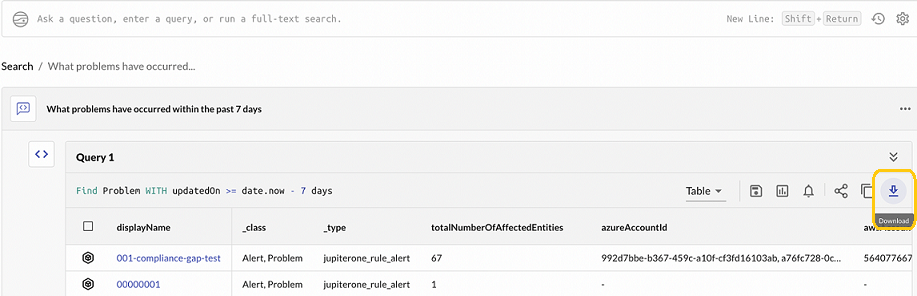 Ask a question, enter a query, or run a full-text search. New Line: Shift + Return
Search / What problems have occurred...
What problems have occurred within the past 7 days
Query 1
Find Problem WITH updatedOn >= date.now - 7 days Table
Download
displayName _class _type totalNumberOfAffectedEntities azureAccountId
001-compliance-gap-test Alert, Problem jupiterone_rule_alert 67 992d7bbe-b367-459c-a10f-cf3fd16103ab, a76fc728-0c... 564077667
00000001 Alert, Problem jupiterone_rule_alert 1 - -